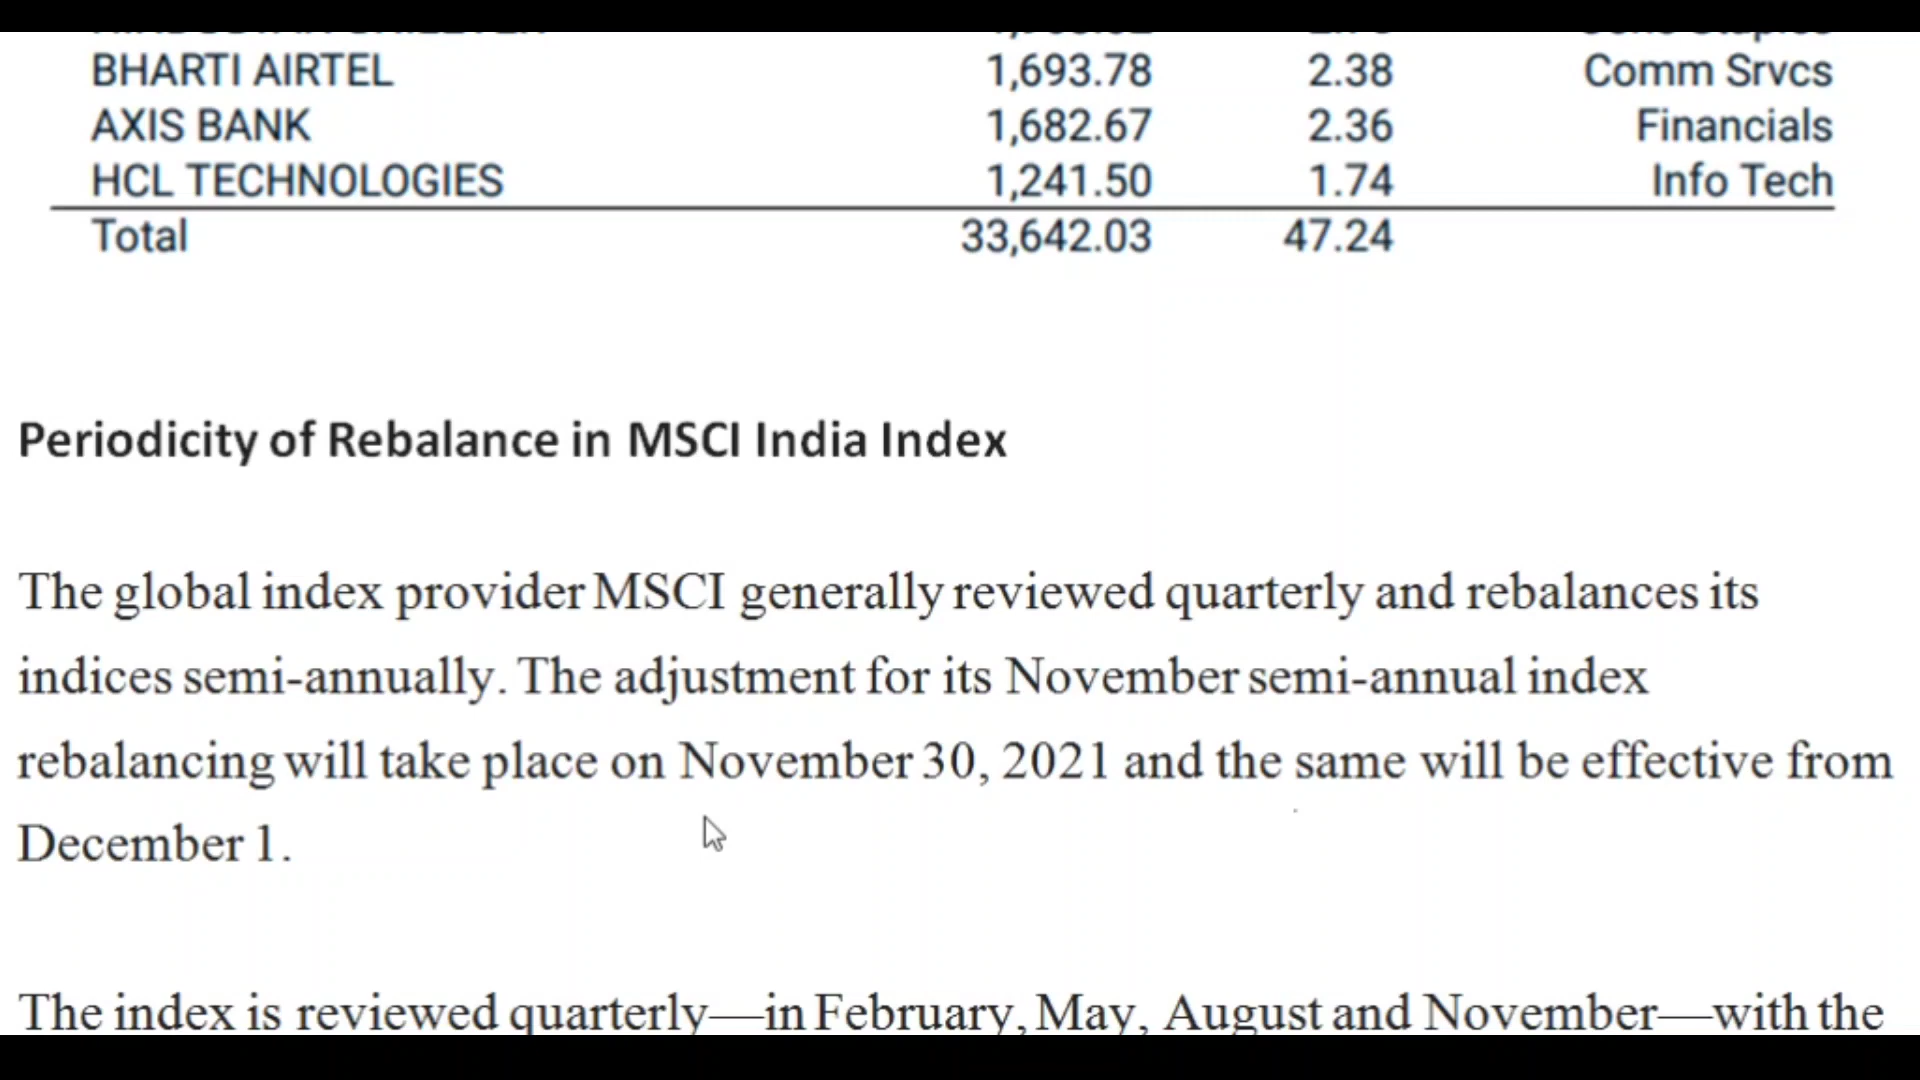 BHARTI AIRTEL 1,693.78 2.38 Comm Srvcs
AXIS BANK 1,682.67 2.36 Financials
HCL TECHNOLOGIES 1,241.50 1.74 Info Tech
Total 33,642.03 47.24
Periodicity of Rebalance in MSCI India Index
The global index provider MSCI generally reviewed quarterly and rebalances its
indices semi-annually. The adjustment for its November semi-annual index
rebalancing will take place on November 30, 2021 and the same will be effective from
December 1.
The index is reviewed quarterly—in February, May, August and November—with the